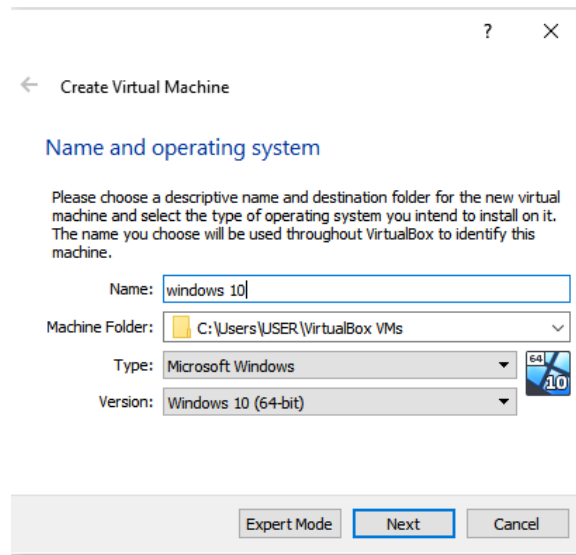 ?
Create Virtual Machine
Name and operating system
Please choose a descriptive name and destination folder for the new virtual
machine and select the type of operating system you intend to install on it.
The name you choose will be used throughout VirtualBox to identify this
machine.
Name: windows 10
Machine Folder: C:\Users\USER\VirtualBox VMs
Type: Microsoft Windows
64
Version: Windows 10 (64-bit)
10
Expert Mode Next Cancel